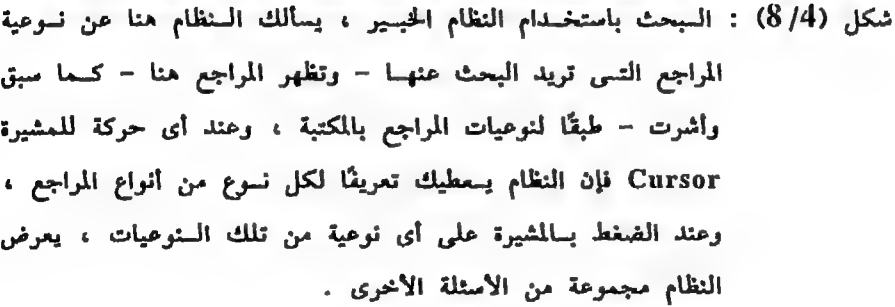 شكل (8/4) : البحث باستخدام النظام الخبير ، يسألك النظام هنا عن نوعية
المراجع التى تريد البحث عنها – وتظهر المراجع هنا – كما سبق
وأشرت – طبقًا لنوعيات المراجع بالمكتبة ، وعند أى حركة للمشيرة
Cursor فإن النظام يعطيك تعريفًا لكل نوع من أنواع المراجع ،
وعند الضغط بالمشيرة على أى نوعية من تلك النوعيات ، يعرض
النظام مجموعة من الأسئلة الأخرى .